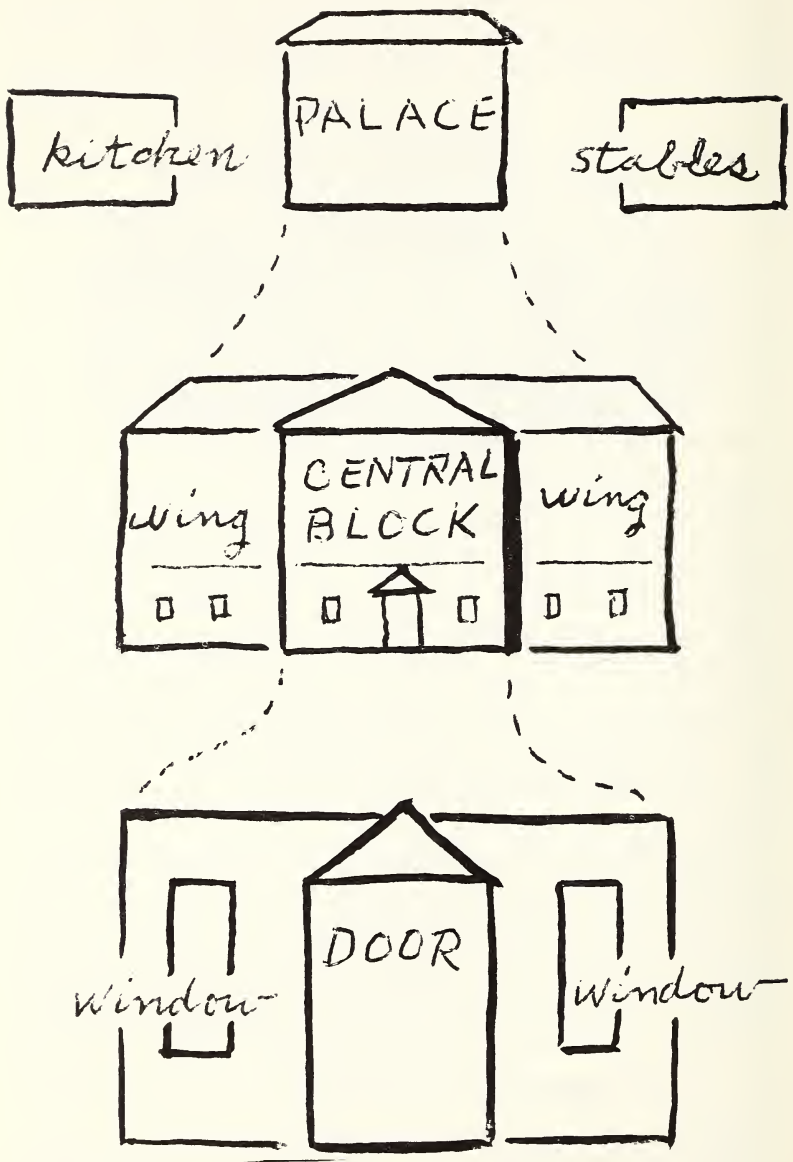 PALACE
kitchen
stables
CENTRAL
BLOCK
wing
wing
DOOR
window
window